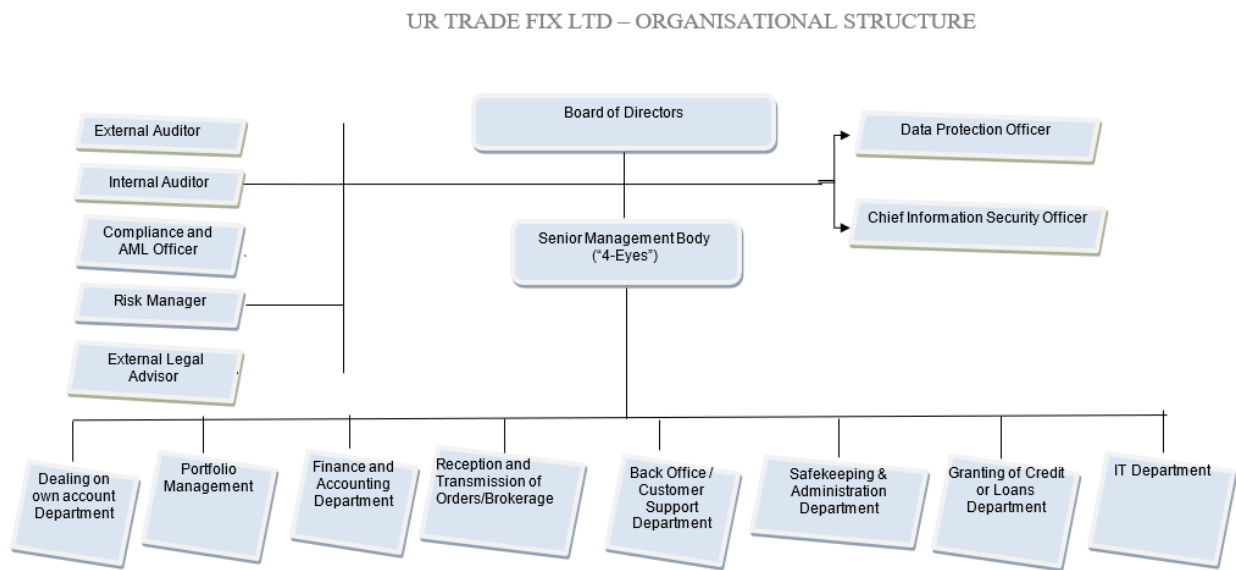 UR TRADE FIX LTD – ORGANISATIONAL STRUCTURE
Board of Directors
External Auditor
Internal Auditor
Compliance and
AML Officer
Risk Manager
External Legal
Advisor
Data Protection Officer
Chief Information Security Officer
Senior Management Body
(“4-Eyes”)
Dealing on
own account
Department
Portfolio
Management
Finance and
Accounting
Department
Reception and
Transmission of
Orders/Brokerage
Back Office /
Customer
Support
Department
Safekeeping &
Administration
Department
Granting of Credit
or Loans
Department
IT Department